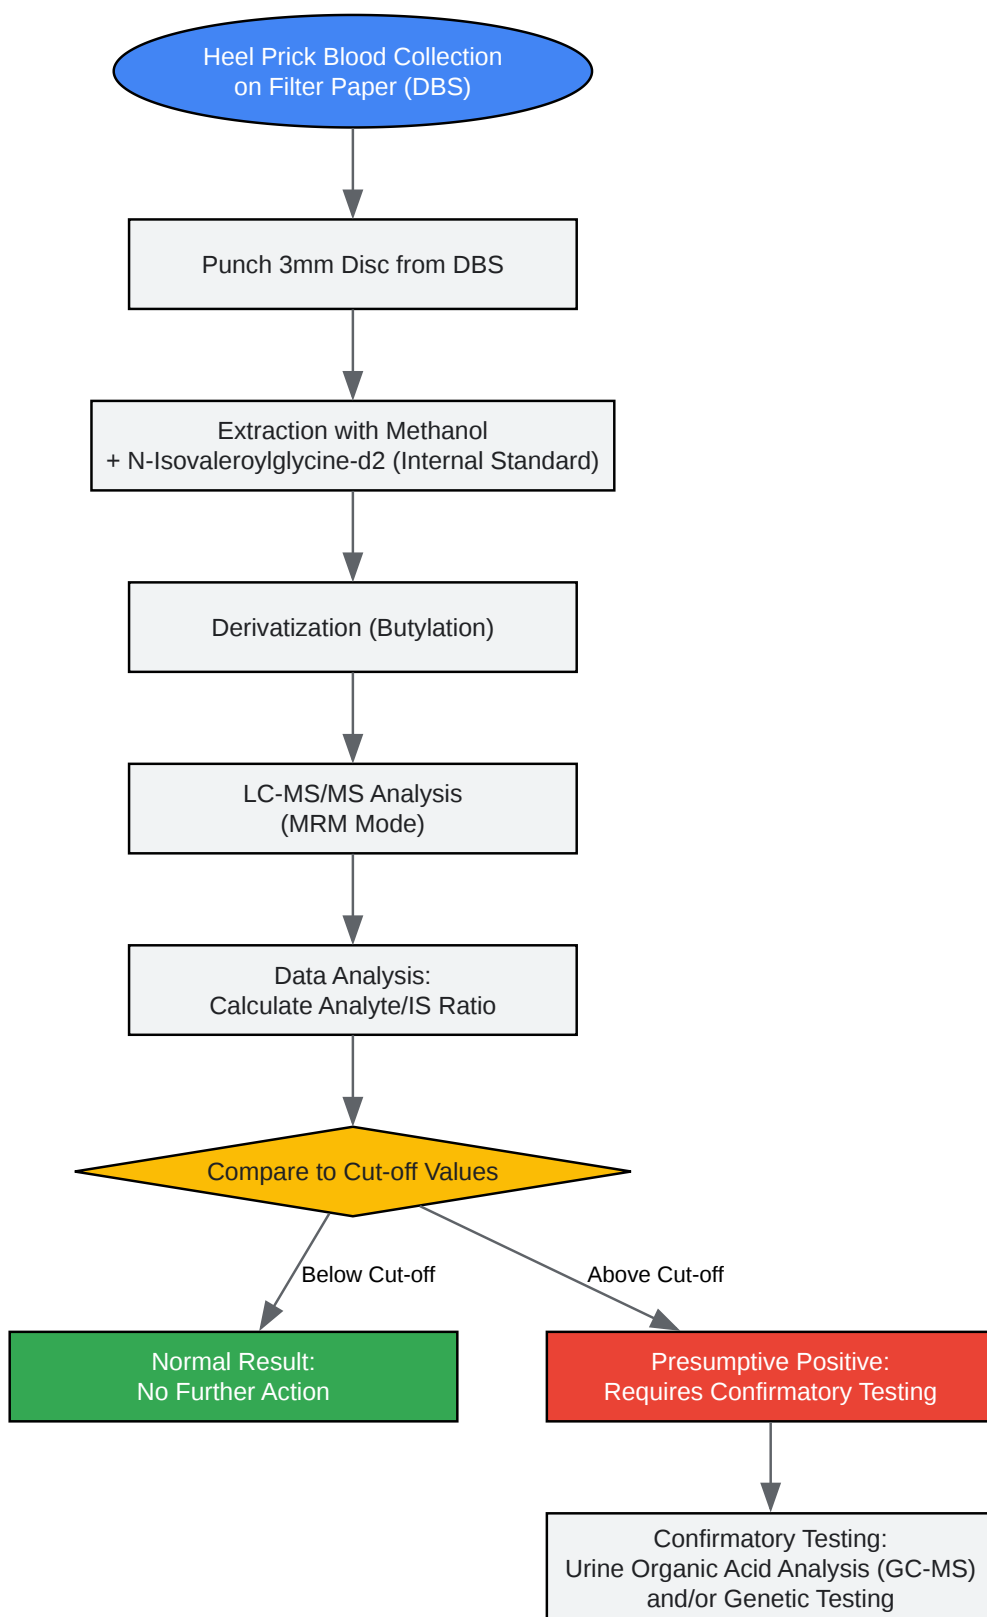 Heel Prick Blood Collection
on Filter Paper (DBS)
Punch 3mm Disc from DBS
Extraction with Methanol
+ N-Isovaleroylglycine-d2 (Internal Standard)
Derivatization (Butylation)
LC-MS/MS Analysis
(MRM Mode)
Data Analysis:
Calculate Analyte/IS Ratio
Compare to Cut-off Values
Below Cut-off
Above Cut-off
Normal Result:
No Further Action
Presumptive Positive:
Requires Confirmatory Testing
Confirmatory Testing:
Urine Organic Acid Analysis (GC-MS)
and/or Genetic Testing